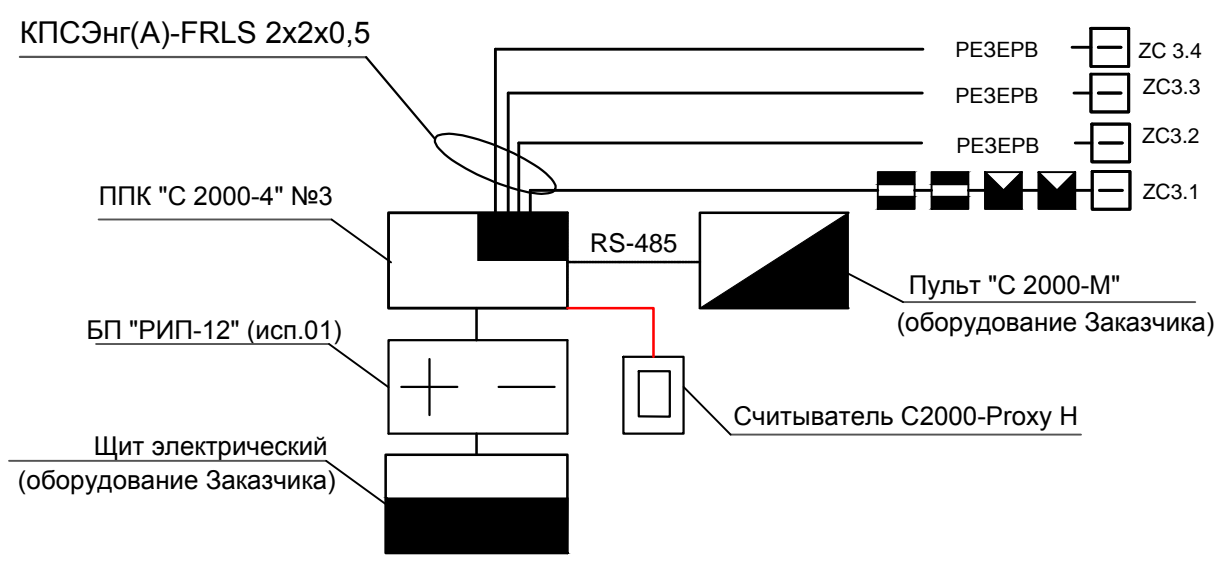 КПСЭнг(А)-FRLS 2x2x0,5
РЕЗЕРВ ZC 3.4
РЕЗЕРВ ZC3.3
РЕЗЕРВ ZC3.2
ZC3.1
ППК "С 2000-4" №3
RS-485
Пульт "С 2000-М"
(оборудование Заказчика)
БП "РИП-12" (исп.01)
Считыватель С2000-Proxy H
Щит электрический
(оборудование Заказчика)